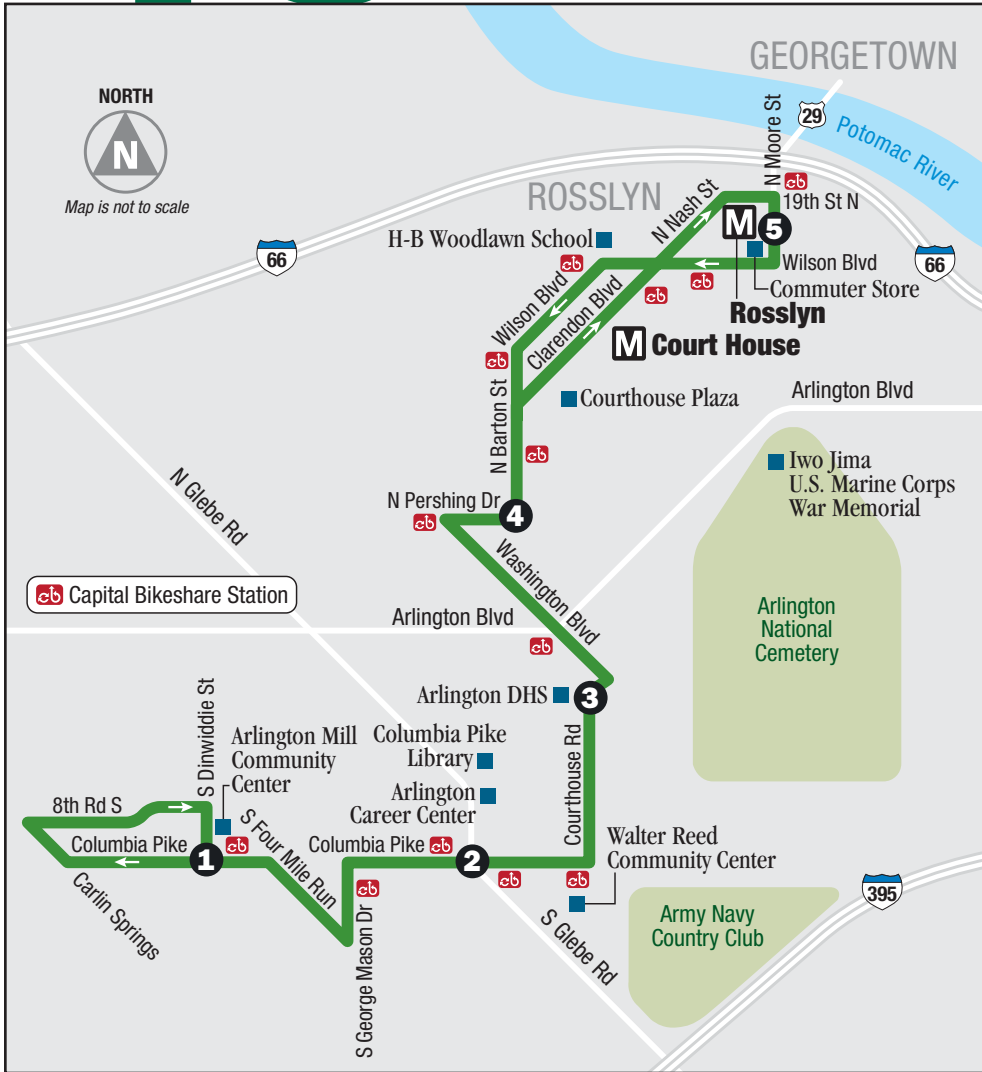 GEORGETOWN
NORTH
N
Map is not to scale
N Moore St
29
Potomac River
ROSSLYN
N Nash St
19th St N
M
5
H-B Woodlawn School
66
Wilson Blvd
66
Commuter Store
Wilson Blvd
Clarendon Blvd
Rosslyn
M Court House
Courthouse Plaza
Arlington Blvd
N Barton St
Iwo Jima
U.S. Marine Corps
War Memorial
N Glebe Rd
N Pershing Dr
4
Washington Blvd
cb Capital Bikeshare Station
Arlington Blvd
Arlington
National
Cemetery
Arlington DHS
3
S Dinwiddie St
Arlington Mill
Community
Center
Columbia Pike
Library
Arlington
Career Center
Courthouse Rd
8th Rd S
S Four Mile Run
Columbia Pike
1
Columbia Pike
2
Walter Reed
Community Center
Carlin Springs
S George Mason Dr
S Glebe Rd
Army Navy
Country Club
395